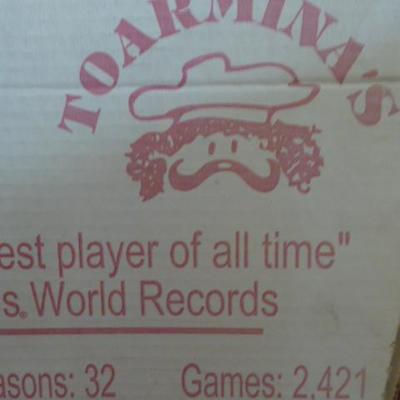 TOARMINA'S
est player of all time"
s® World Records
asons: 32 Games: 2,421